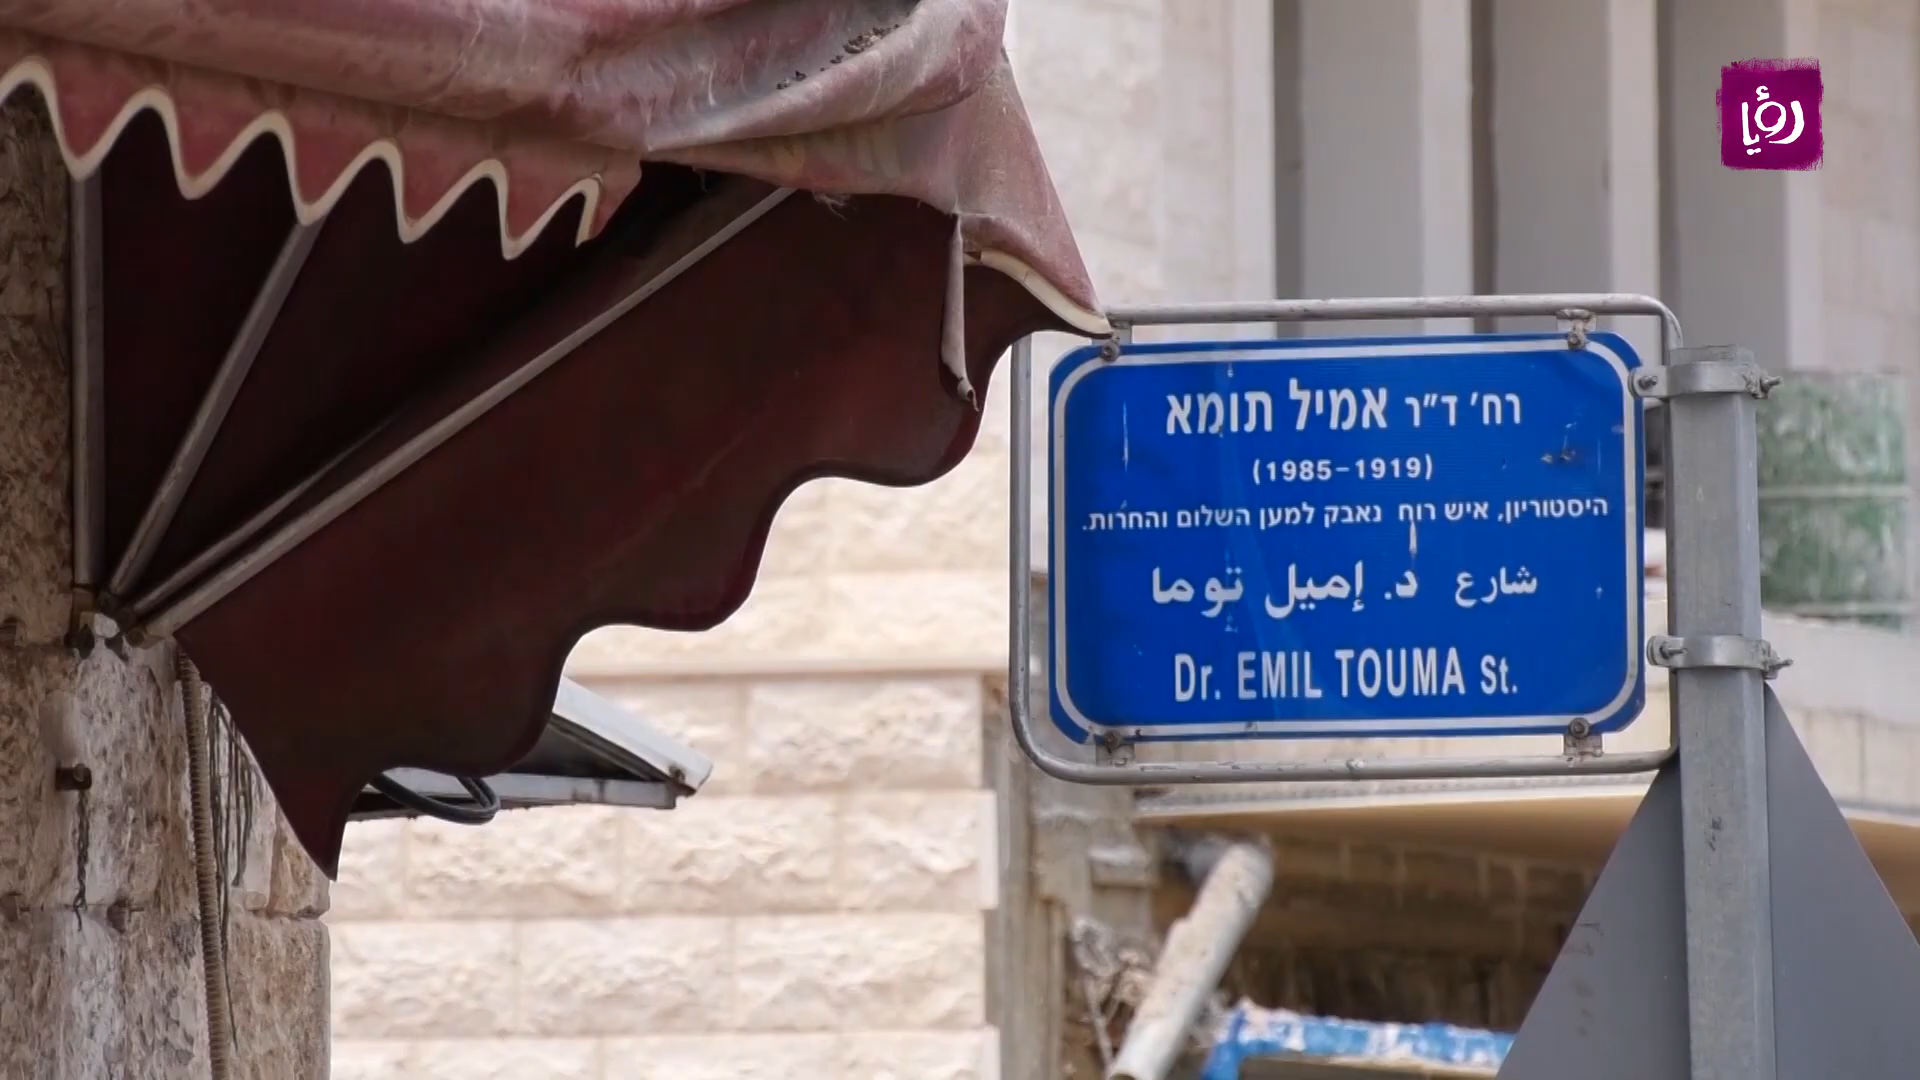 رؤيا
רח' ד"ר אמיל תומא
(1985-1919)
היסטוריון, איש רוח נאבק למען השלום והחרות.
شارع د. إميل توما
Dr. EMIL TOUMA St.